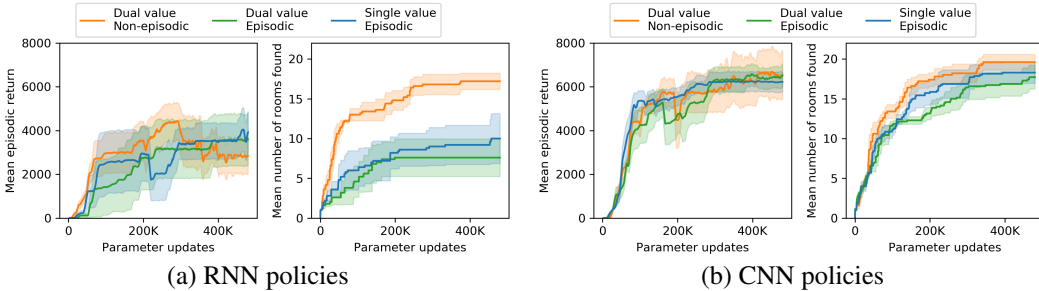 Dual value
Non-episodic
Dual value
Episodic
Single value
Episodic
Mean episodic return
8000
6000
4000
2000
0
0
200K
400K
Parameter updates
Mean number of rooms found
20
15
10
5
0
0
200K
400K
Parameter updates
(a) RNN policies
Dual value
Non-episodic
Dual value
Episodic
Single value
Episodic
Mean episodic return
8000
6000
4000
2000
0
0
200K
400K
Parameter updates
Mean number of rooms found
20
15
10
5
0
0
200K
400K
Parameter updates
(b) CNN policies